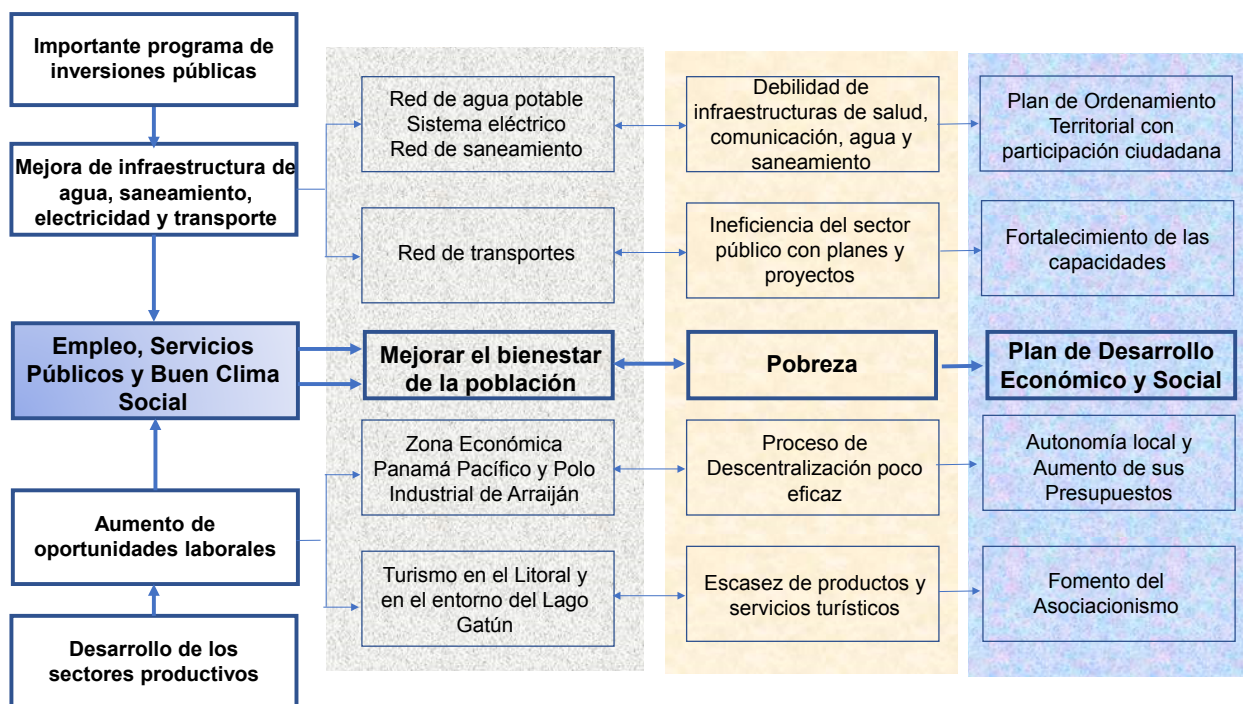 Importante programa de
inversiones públicas
Mejora de infraestructura de
agua, saneamiento,
electricidad y transporte
Empleo, Servicios
Públicos y Buen Clima
Social
Aumento de
oportunidades laborales
Desarrollo de los
sectores productivos
Red de agua potable
Sistema eléctrico
Red de saneamiento
Red de transportes
Mejorar el bienestar
de la población
Zona Económica
Panamá Pacífico y Polo
Industrial de Arraiján
Turismo en el Litoral y
en el entorno del Lago
Gatún
Debilidad de
infraestructuras de salud,
comunicación, agua y
saneamiento
Ineficiencia del sector
público con planes y
proyectos
Pobreza
Proceso de
Descentralización poco
eficaz
Escasez de productos y
servicios turísticos
Plan de Ordenamiento
Territorial con
participación ciudadana
Fortalecimiento de las
capacidades
Plan de Desarrollo
Económico y Social
Autonomía local y
Aumento de sus
Presupuestos
Fomento del
Asociacionismo